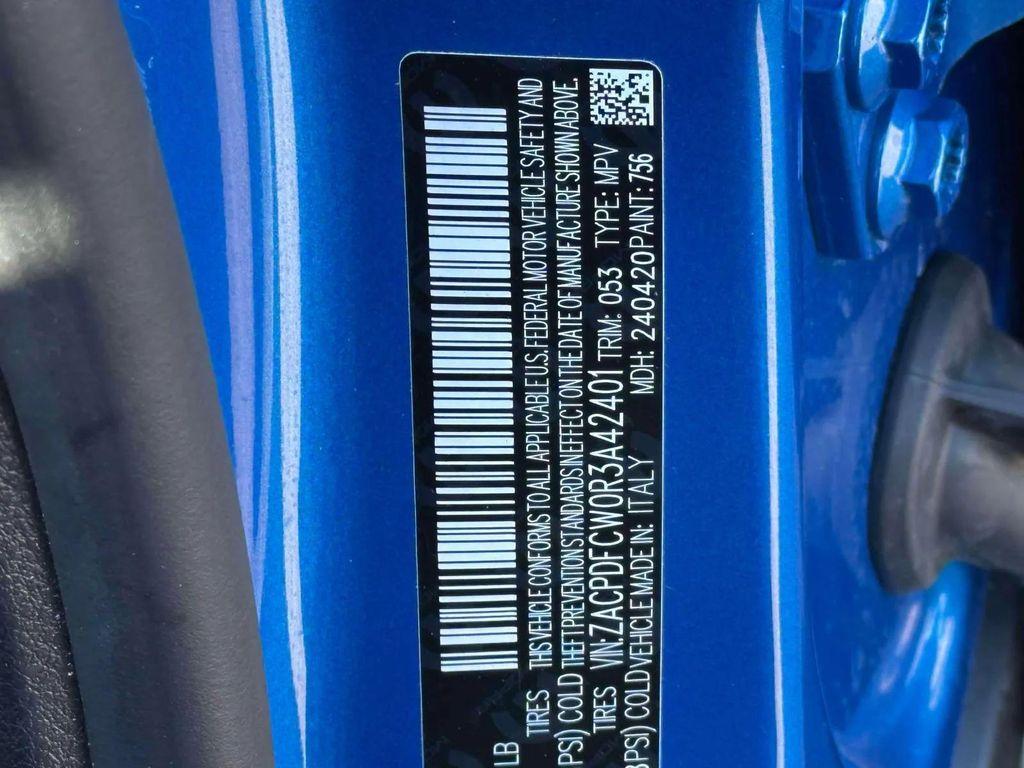 LB
TIRES THIS VEHICLE CONFORMS TO ALL APPLICABLE U.S. FEDERAL MOTOR VEHICLE SAFETY AND
PSI) COLD THEFT PREVENTION STANDARDS IN EFFECT ON THE DATE OF MANUFACTURE SHOWN ABOVE.
TIRES VIN: ZACPDFCW0R3A42401 TRIM: 053 TYPE: MPV
PSI) COLD VEHICLE MADE IN: ITALY MDH: 240420 PAINT: 756